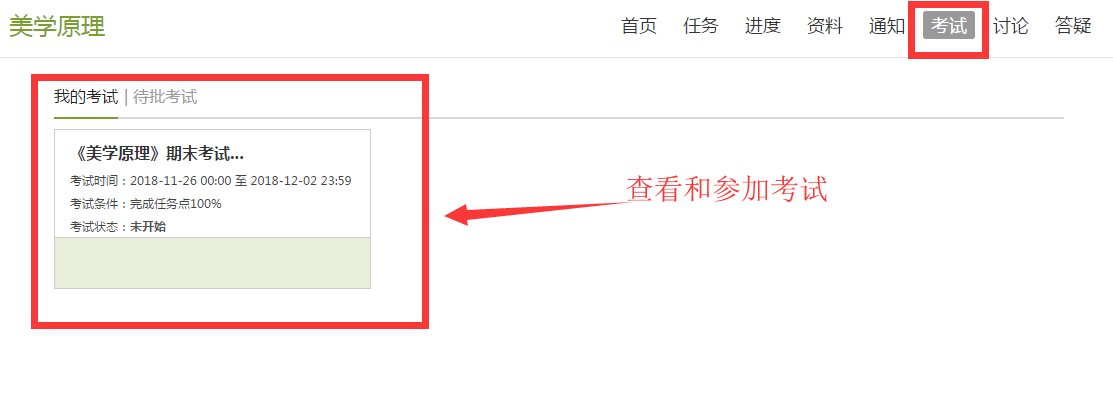 美学原理
首页 任务 进度 资料 通知 考试 讨论 答疑
我的考试 | 待批考试
《美学原理》期末考试...
考试时间：2018-11-26 00:00 至 2018-12-02 23:59
考试条件：完成任务点100%
考试状态：未开始
查看和参加考试